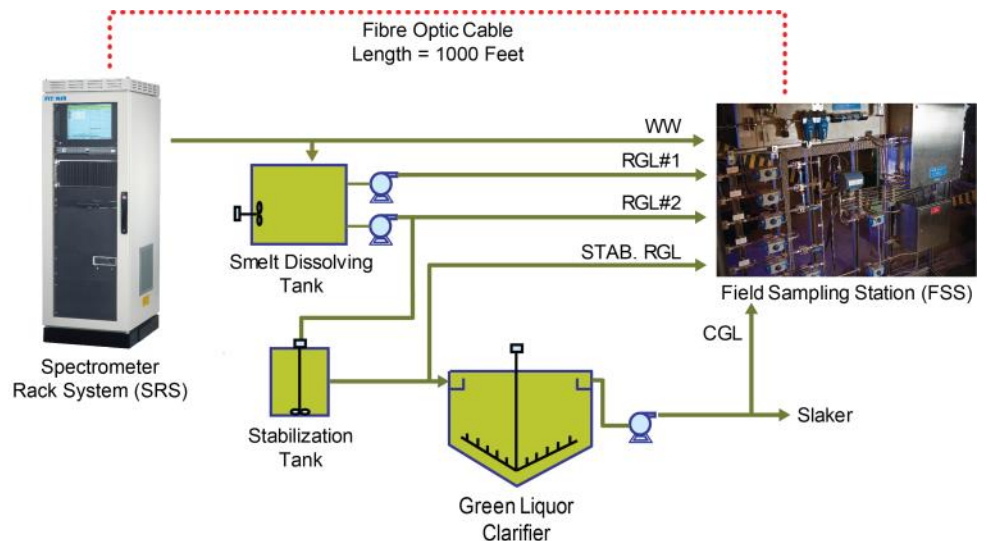 Fibre Optic Cable
Length = 1000 Feet
WW
RGL#1
RGL#2
STAB. RGL
Smelt Dissolving
Tank
Field Sampling Station (FSS)
CGL
Spectrometer
Rack System (SRS)
Stabilization
Tank
Slaker
Green Liquor
Clarifier